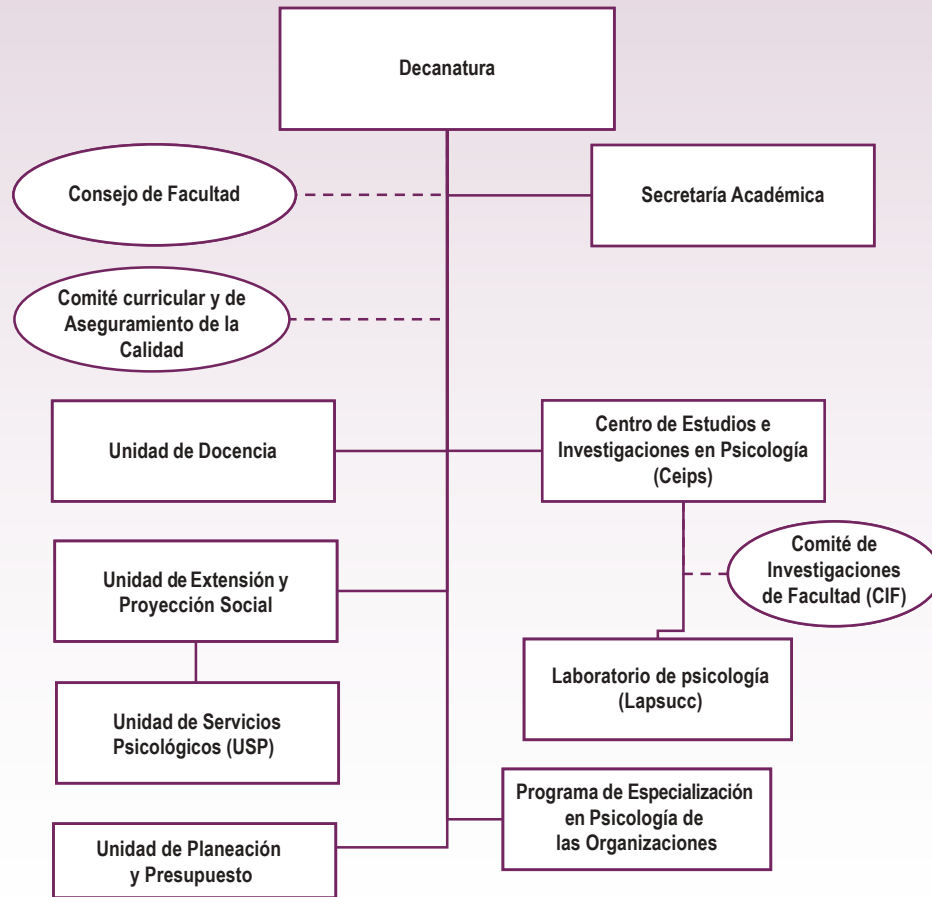 Decanatura
Consejo de Facultad
Secretaría Académica
Comité curricular y de
Aseguramiento de la
Calidad
Unidad de Docencia
Centro de Estudios e
Investigaciones en Psicología
(Ceips)
Unidad de Extensión y
Proyección Social
Comité de
Investigaciones
de Facultad (CIF)
Unidad de Servicios
Psicológicos (USP)
Laboratorio de psicología
(Lapsucc)
Unidad de Planeación
y Presupuesto
Programa de Especialización
en Psicología de
las Organizaciones